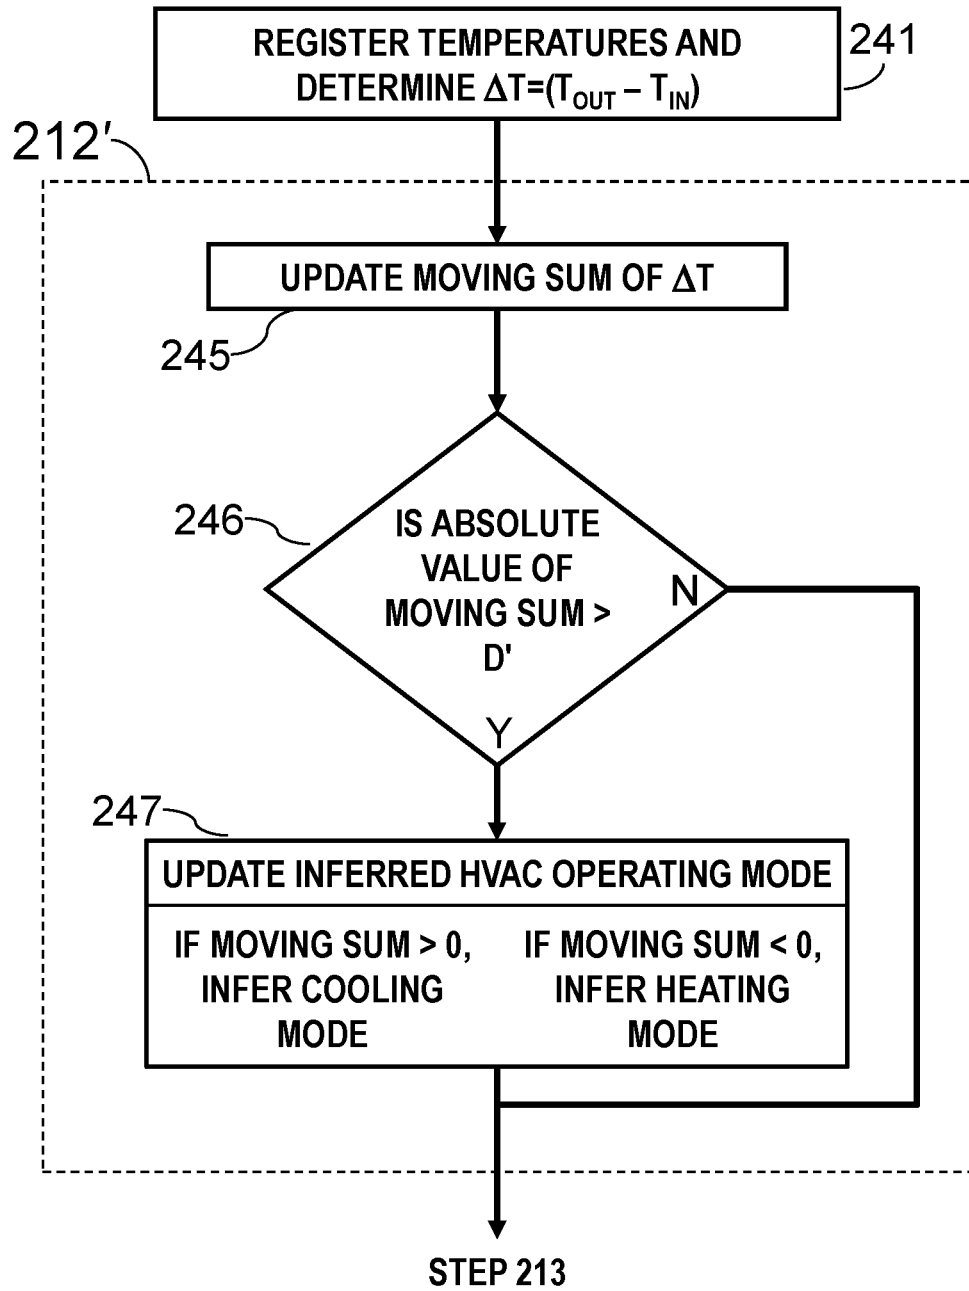 REGISTER TEMPERATURES AND
DETERMINE ΔT=(T_OUT – T_IN)
241
212'
UPDATE MOVING SUM OF ΔT
245
246
IS ABSOLUTE
VALUE OF
MOVING SUM >
D'
N
Y
247
UPDATE INFERRED HVAC OPERATING MODE
IF MOVING SUM > 0,
INFER COOLING
MODE
IF MOVING SUM < 0,
INFER HEATING
MODE
STEP 213